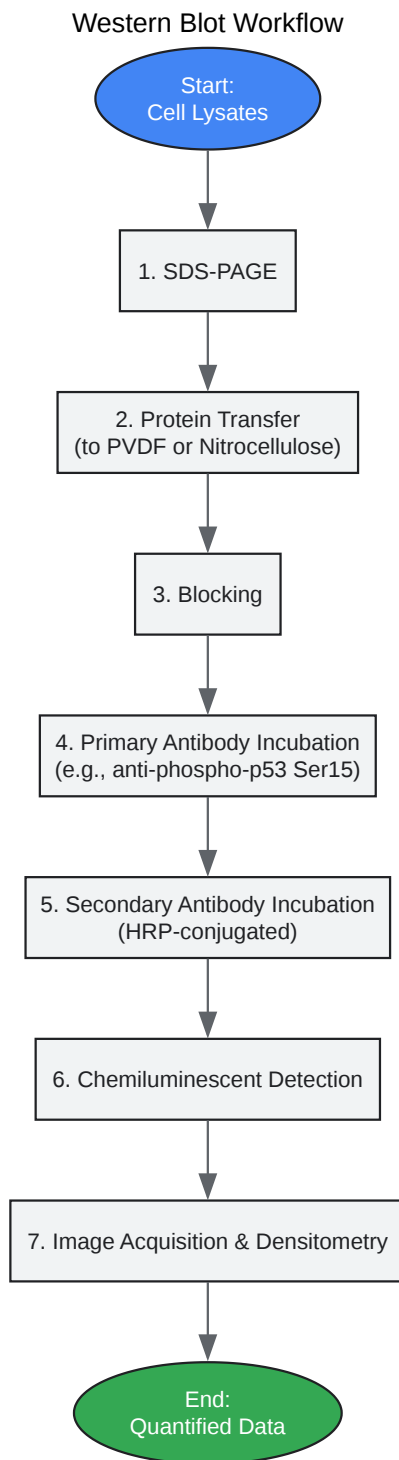 Western Blot Workflow
Start:
Cell Lysates
1. SDS-PAGE
2. Protein Transfer
(to PVDF or Nitrocellulose)
3. Blocking
4. Primary Antibody Incubation
(e.g., anti-phospho-p53 Ser15)
5. Secondary Antibody Incubation
(HRP-conjugated)
6. Chemiluminescent Detection
7. Image Acquisition & Densitometry
End:
Quantified Data